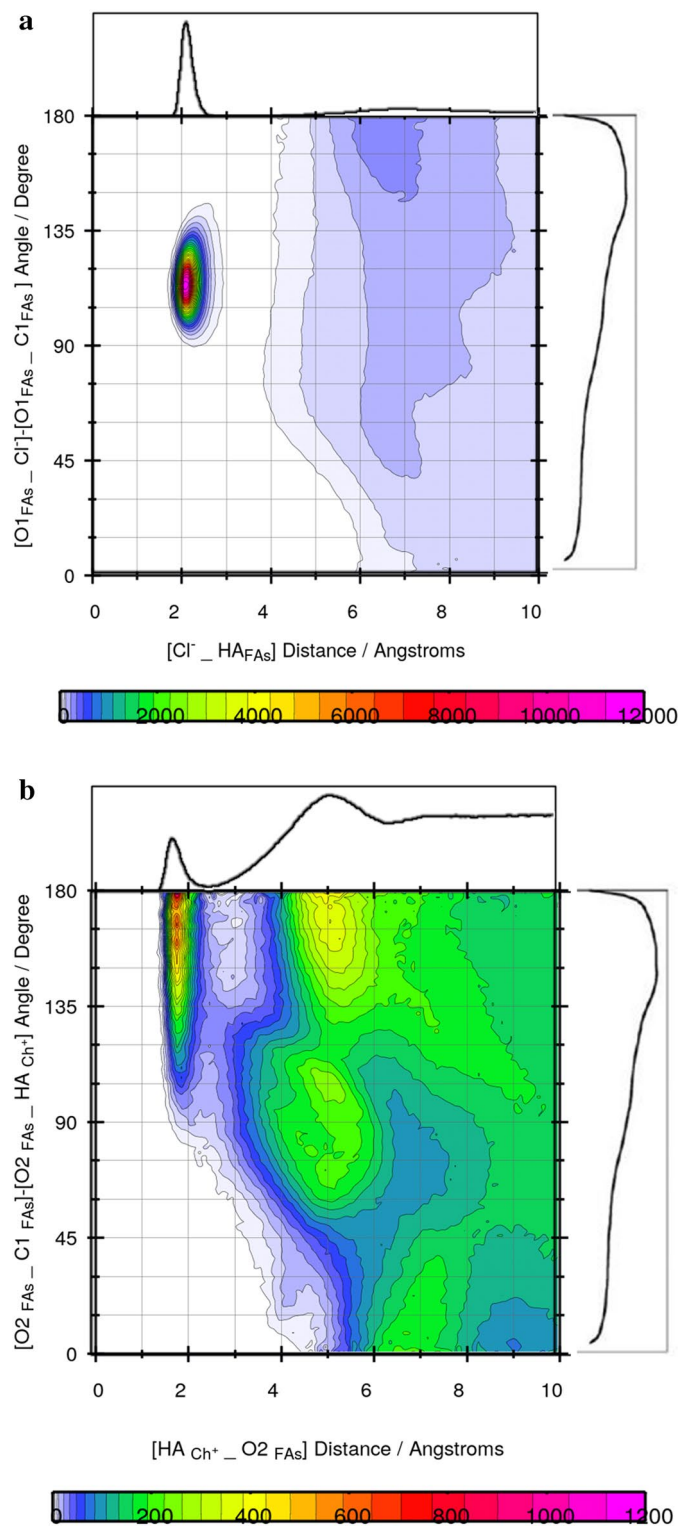 a
180
135
90
45
0
[O1FAs _ Cl-]-[O1FAs _ C1FAs ] Angle / Degree
0 2 4 6 8 10
[Cl- _ HAFAs] Distance / Angstroms
0 2000 4000 6000 8000 10000 12000
b
180
135
90
45
0
[O2 FAs _ C1 FAs]-[O2 FAs _ HA Ch+] Angle / Degree
0 2 4 6 8 10
[HA Ch+ _ O2 FAs] Distance / Angstroms
0 200 400 600 800 1000 1200